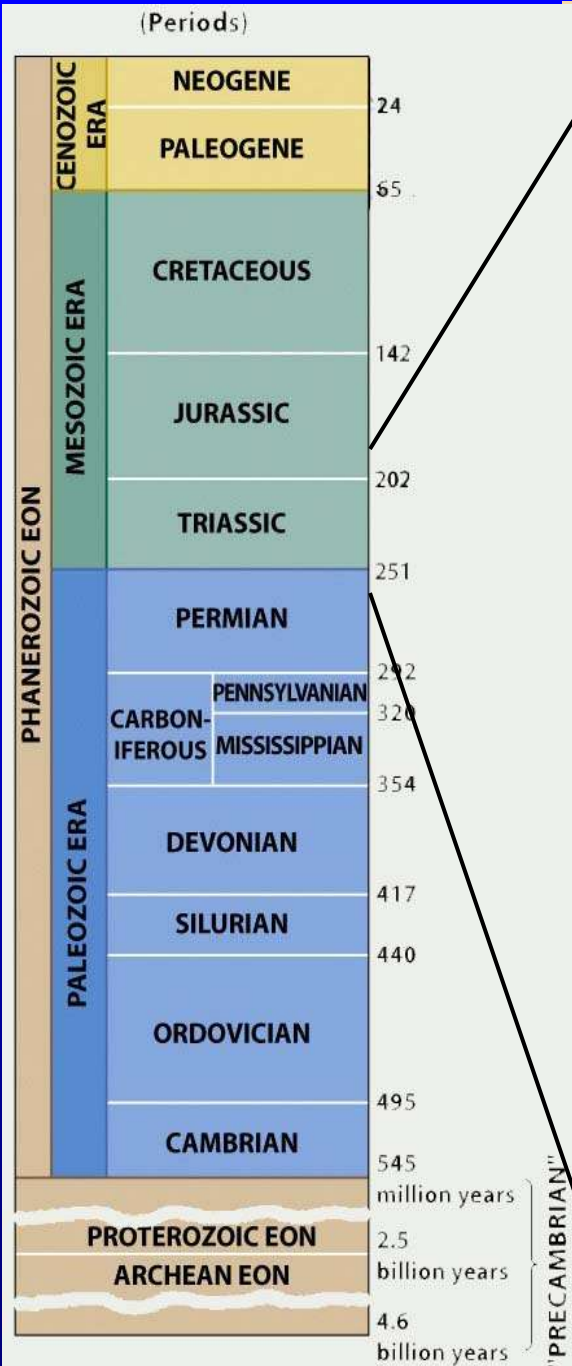 (Periods)
PHANEROZOIC EON
CENOZOIC
ERA
NEOGENE
24
PALEOGENE
65
MESOZOIC ERA
CRETACEOUS
142
JURASSIC
202
TRIASSIC
251
PALEOZOIC ERA
PERMIAN
292
CARBON-
IFEROUS
PENNSYLVANIAN
320
MISSISSIPPIAN
354
DEVONIAN
417
SILURIAN
440
ORDOVICIAN
495
CAMBRIAN
545
million years
PROTEROZOIC EON
2.5
billion years
ARCHEAN EON
4.6
billion years
"PRECAMBRIAN"